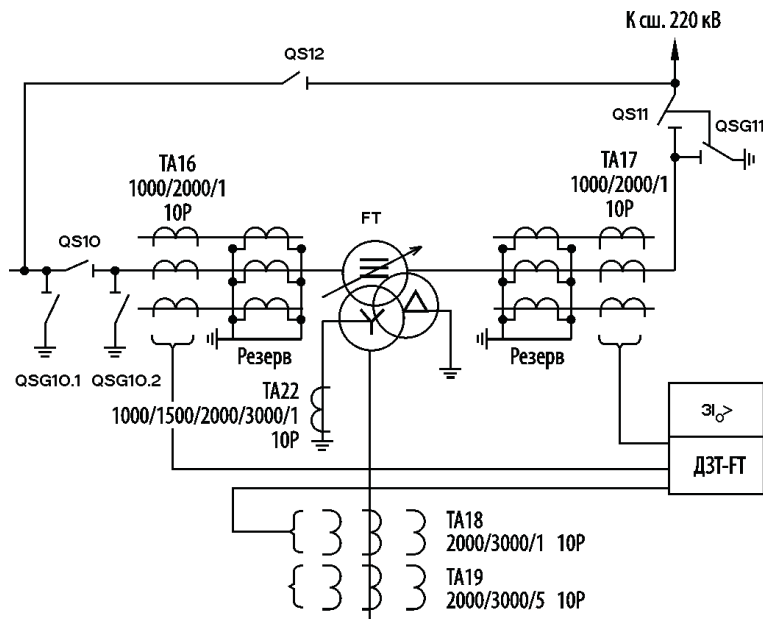 К сш. 220 кВ
QS12
QS11
QSG11
TA16
1000/2000/1
10P
TA17
1000/2000/1
10P
FT
QS10
QSG10.1
QSG10.2
Резерв
Резерв
TA22
1000/1500/2000/3000/1
10P
3I₀>
ДЗТ-FT
TA18
2000/3000/1 10P
TA19
2000/3000/5 10P